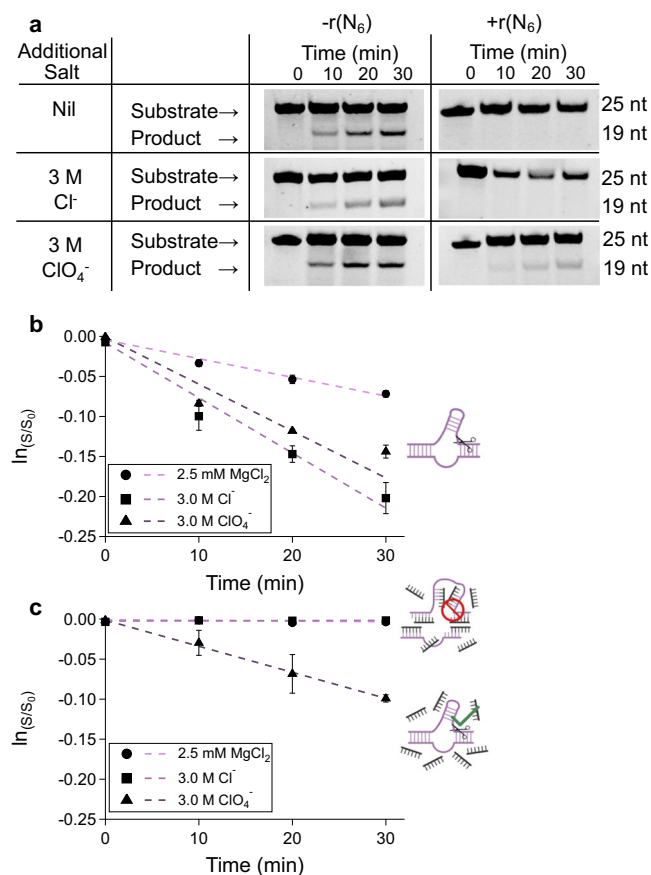 a
-r(N₆) +r(N₆)
Additional Salt
Time (min) Time (min)
0 10 20 30 0 10 20 30
Nil Substrate→ 25 nt
Product → 19 nt
3 M Cl⁻ Substrate→ 25 nt
Product → 19 nt
3 M ClO₄⁻ Substrate→ 25 nt
Product → 19 nt
b
0.00
-0.05
-0.10
-0.15
-0.20
-0.25
ln(S/S₀)
2.5 mM MgCl₂
3.0 M Cl⁻
3.0 M ClO₄⁻
0 10 20 30
Time (min)
c
0.00
-0.05
-0.10
-0.15
-0.20
-0.25
ln(S/S₀)
2.5 mM MgCl₂
3.0 M Cl⁻
3.0 M ClO₄⁻
0 10 20 30
Time (min)